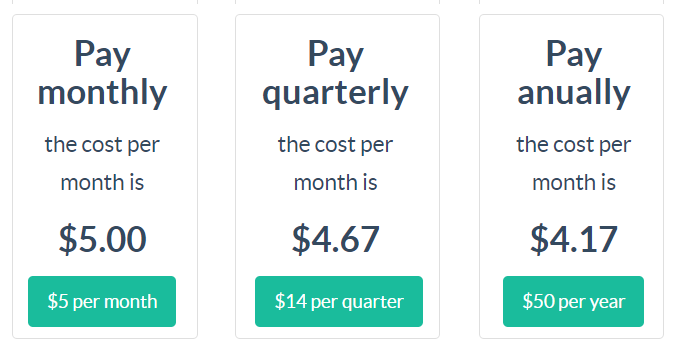 Pay
monthly
the cost per
month is
$5.00
$5 per month
Pay
quarterly
the cost per
month is
$4.67
$14 per quarter
Pay
anually
the cost per
month is
$4.17
$50 per year